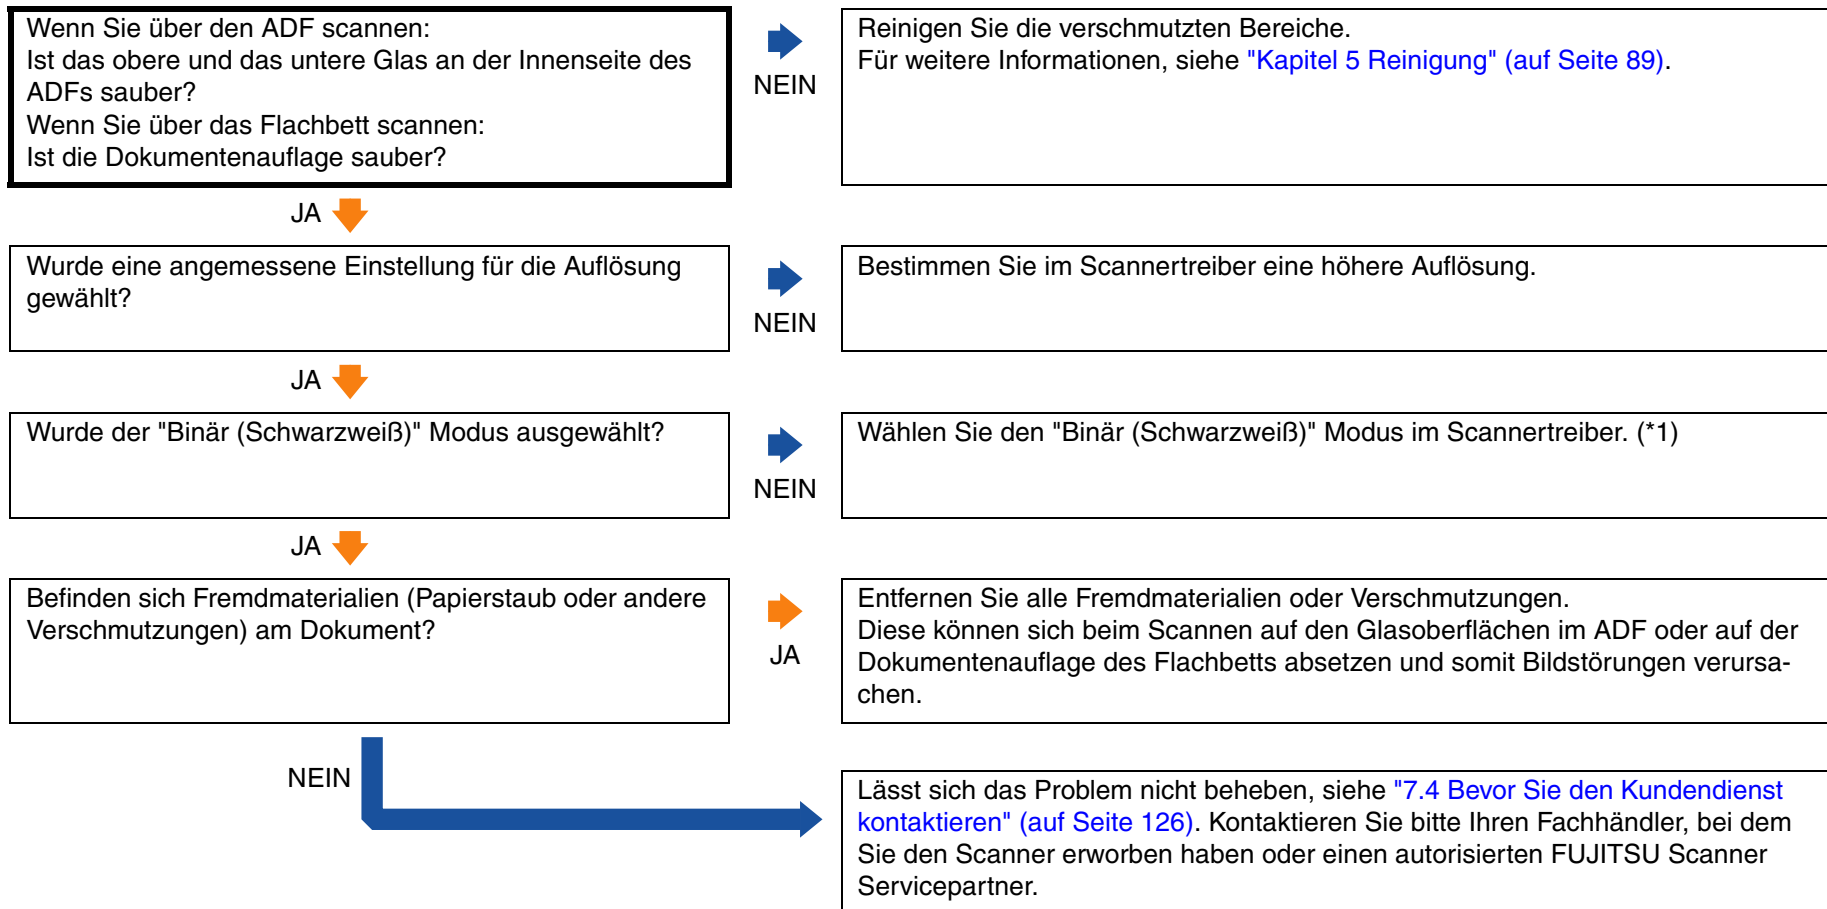 Wenn Sie über den ADF scannen:
Ist das obere und das untere Glas an der Innenseite des
ADFs sauber?
Wenn Sie über das Flachbett scannen:
Ist die Dokumentenauflage sauber?
NEIN
Reinigen Sie die verschmutzten Bereiche.
Für weitere Informationen, siehe "Kapitel 5 Reinigung" (auf Seite 89).
JA
Wurde eine angemessene Einstellung für die Auflösung
gewählt?
NEIN
Bestimmen Sie im Scannertreiber eine höhere Auflösung.
JA
Wurde der "Binär (Schwarzweiß)" Modus ausgewählt?
NEIN
Wählen Sie den "Binär (Schwarzweiß)" Modus im Scannertreiber. (*1)
JA
Befinden sich Fremdmaterialien (Papierstaub oder andere
Verschmutzungen) am Dokument?
JA
Entfernen Sie alle Fremdmaterialien oder Verschmutzungen.
Diese können sich beim Scannen auf den Glasoberflächen im ADF oder auf der
Dokumentenauflage des Flachbetts absetzen und somit Bildstörungen verursa-
chen.
NEIN
Lässt sich das Problem nicht beheben, siehe "7.4 Bevor Sie den Kundendienst
kontaktieren" (auf Seite 126). Kontaktieren Sie bitte Ihren Fachhändler, bei dem
Sie den Scanner erworben haben oder einen autorisierten FUJITSU Scanner
Servicepartner.